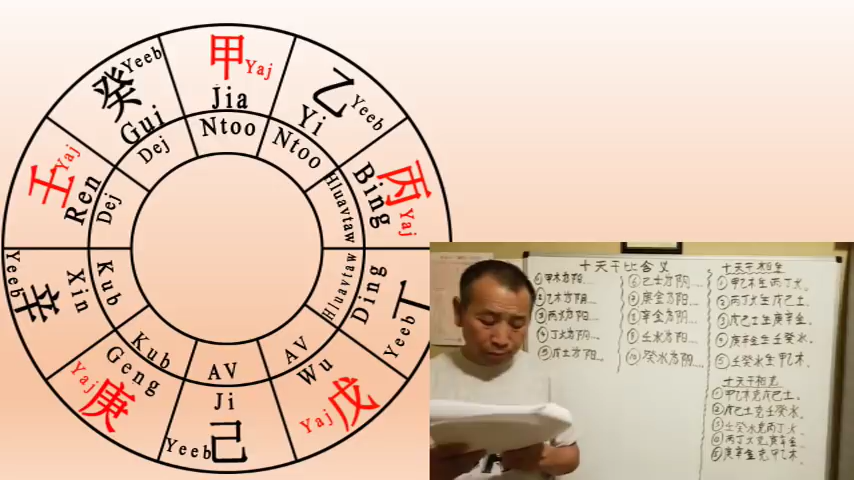 甲 Yaj
Jia
Ntoo
乙 Yeeb
Yi
Ntoo
丙 Yaj
Bing
Hluavtaw
丁 Yeeb
Ding
Hluavtaw
戊 Yaj
Wu
AV
己 Yeeb
Ji
AV
庚 Yaj
Geng
Kub
辛 Yeeb
Xin
Kub
壬 Yaj
Ren
Dej
癸 Yeeb
Gui
Dej
十天干比含义
①甲木为阳...
②乙木为阴...
③丙火为阳...
④丁火为阴...
⑤戊土为阳...
⑥己土为阴...
⑦庚金为阳...
⑧辛金为阴...
⑨壬水为阳...
⑩癸水为阴...
十天干相生
①甲乙木生丙丁火.
②丙丁火生戊己土.
③戊己土生庚辛金.
④庚辛金生壬癸水.
⑤壬癸水生甲乙木.
十天干相克
①甲乙木克戊己土.
②戊己土克壬癸水.
③壬癸水克丙丁火.
④丙丁火克庚辛金.
⑤庚辛金克甲乙木